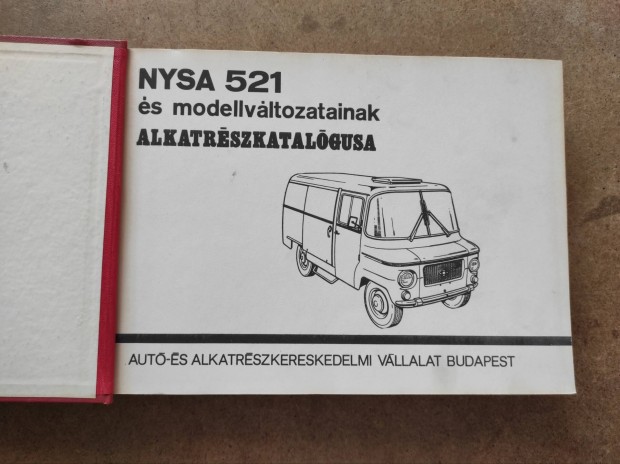 NYSA 521
és modellváltozatainak
ALKATRÉSZKATALÓGUSA
AUTÓ-ÉS ALKATRÉSZKERESKEDELMI VÁLLALAT BUDAPEST